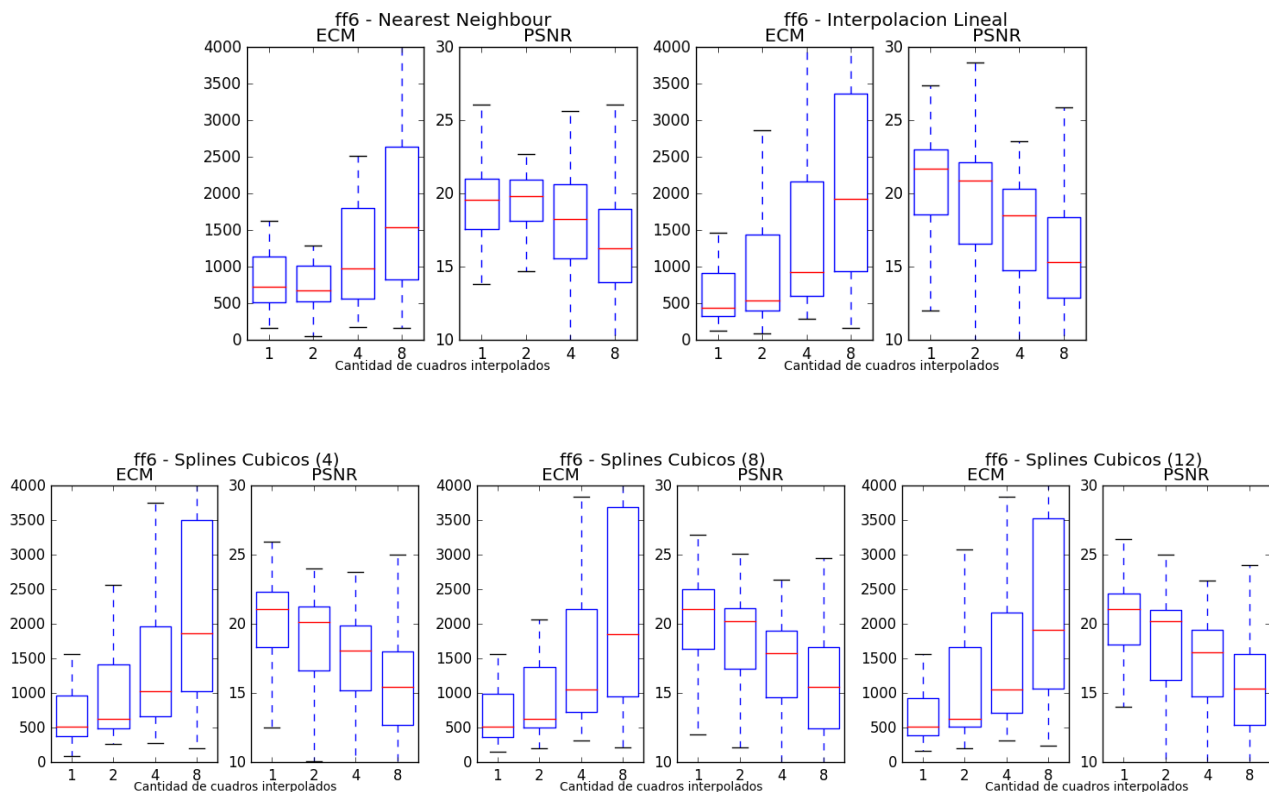 ff6 - Nearest Neighbour
ECM
PSNR
4000
3500
3000
2500
2000
1500
1000
500
0
30
25
20
15
10
1 2 4 8
1 2 4 8
Cantidad de cuadros interpolados
ff6 - Interpolacion Lineal
ECM
PSNR
4000
3500
3000
2500
2000
1500
1000
500
0
30
25
20
15
10
1 2 4 8
1 2 4 8
Cantidad de cuadros interpolados
ff6 - Splines Cubicos (4)
ECM
PSNR
4000
3500
3000
2500
2000
1500
1000
500
0
30
25
20
15
10
1 2 4 8
1 2 4 8
Cantidad de cuadros interpolados
ff6 - Splines Cubicos (8)
ECM
PSNR
4000
3500
3000
2500
2000
1500
1000
500
0
30
25
20
15
10
1 2 4 8
1 2 4 8
Cantidad de cuadros interpolados
ff6 - Splines Cubicos (12)
ECM
PSNR
4000
3500
3000
2500
2000
1500
1000
500
0
30
25
20
15
10
1 2 4 8
1 2 4 8
Cantidad de cuadros interpolados